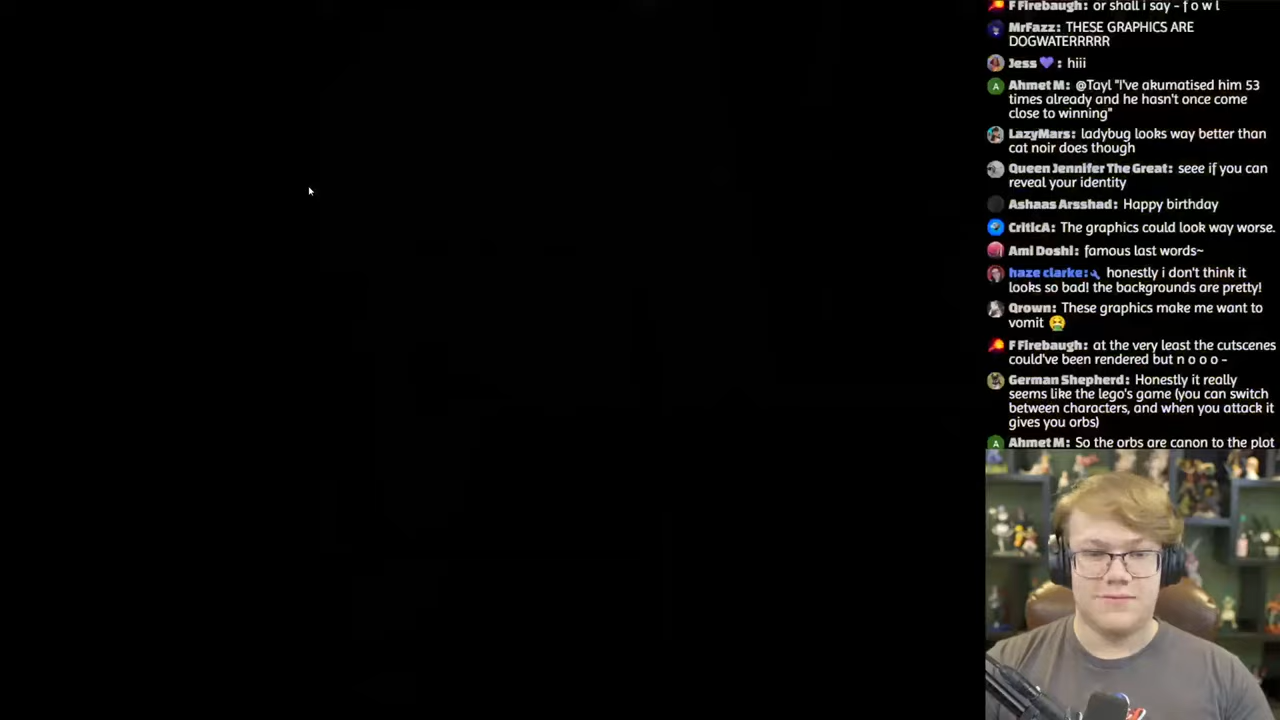 F Firebaugh: or shall i say - f o w l
MrFazz: THESE GRAPHICS ARE
DOGWATERRRRR
Jess 💜 : hiii
A
Ahmet M: @Tayl "I've akumatised him 53
times already and he hasn't once come
close to winning"
LazyMars: ladybug looks way better than
cat noir does though
Queen Jennifer The Great: seee if you can
reveal your identity
Ashaas Arsshad: Happy birthday
CriticA: The graphics could look way worse.
Ami Doshi: famous last words~
haze clarke: honestly i don't think it
looks so bad! the backgrounds are pretty!
Qrown: These graphics make me want to
vomit 🤮
F Firebaugh: at the very least the cutscenes
could've been rendered but n o o o -
German Shepherd: Honestly it really
seems like the lego's game (you can switch
between characters, and when you attack it
gives you orbs)
A
Ahmet M: So the orbs are canon to the plot